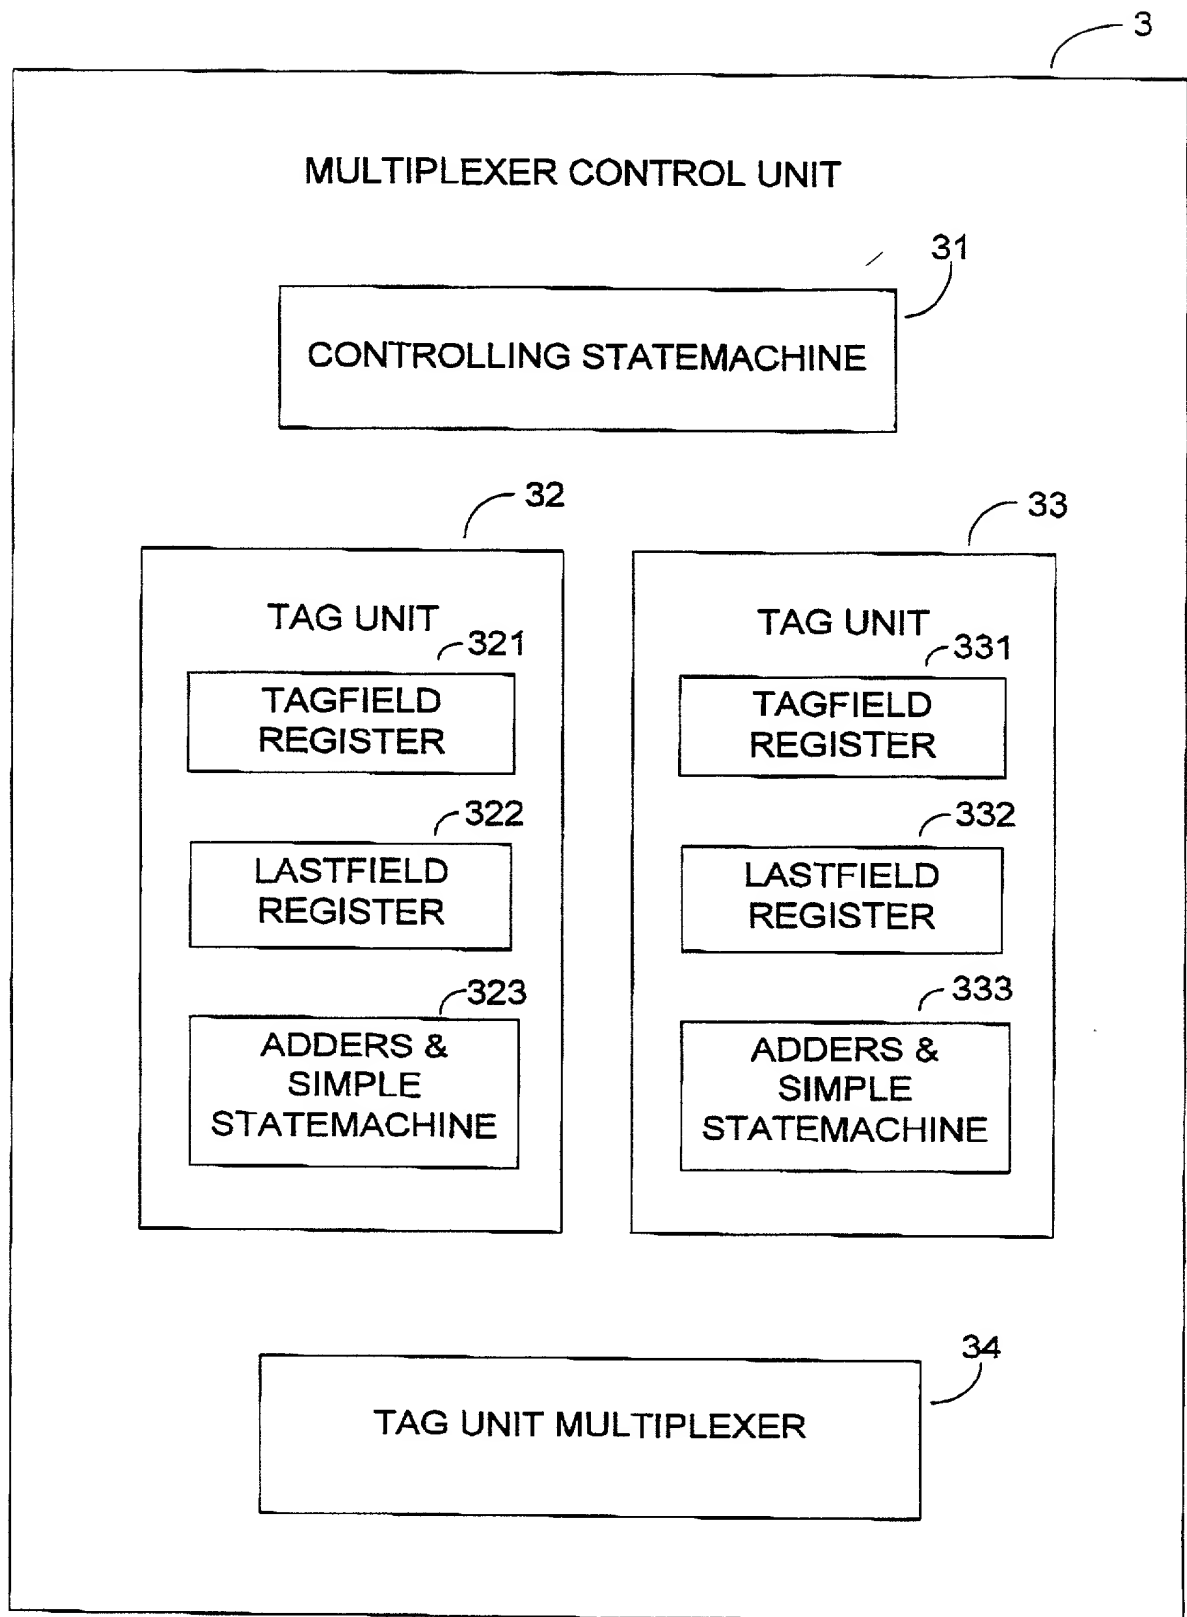 3
MULTIPLEXER CONTROL UNIT
31
CONTROLLING STATEMACHINE
32
TAG UNIT
321
TAGFIELD
REGISTER
322
LASTFIELD
REGISTER
323
ADDERS &
SIMPLE
STATEMACHINE
33
TAG UNIT
331
TAGFIELD
REGISTER
332
LASTFIELD
REGISTER
333
ADDERS &
SIMPLE
STATEMACHINE
34
TAG UNIT MULTIPLEXER